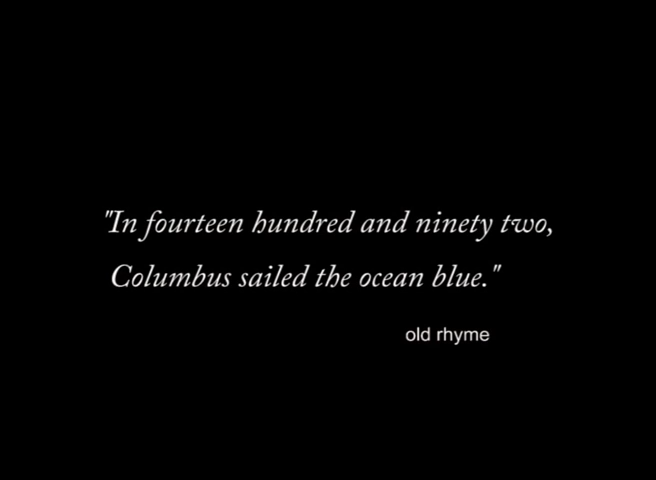 "In fourteen hundred and ninety two,
Columbus sailed the ocean blue."
old rhyme